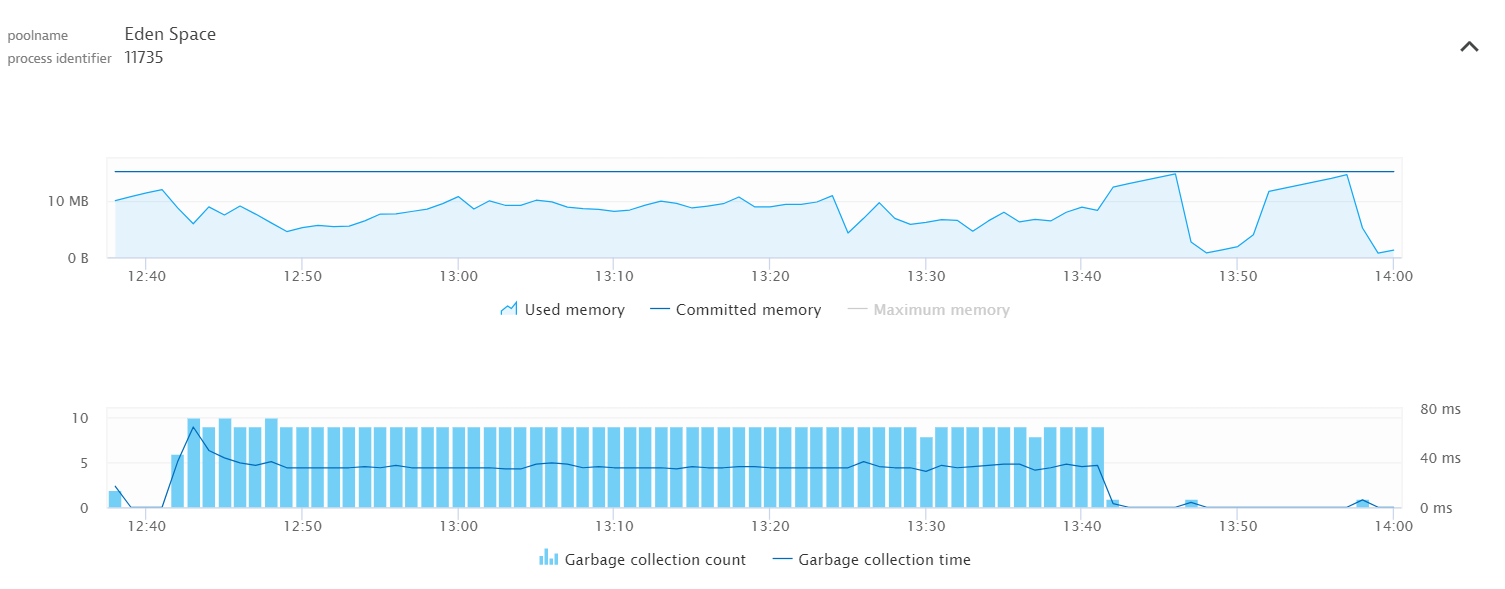 poolname Eden Space
process identifier 11735
10 MB
0 B
12:40 12:50 13:00 13:10 13:20 13:30 13:40 13:50 14:00
Used memory Committed memory Maximum memory
10 80 ms
5 40 ms
0 0 ms
12:40 12:50 13:00 13:10 13:20 13:30 13:40 13:50 14:00
Garbage collection count Garbage collection time